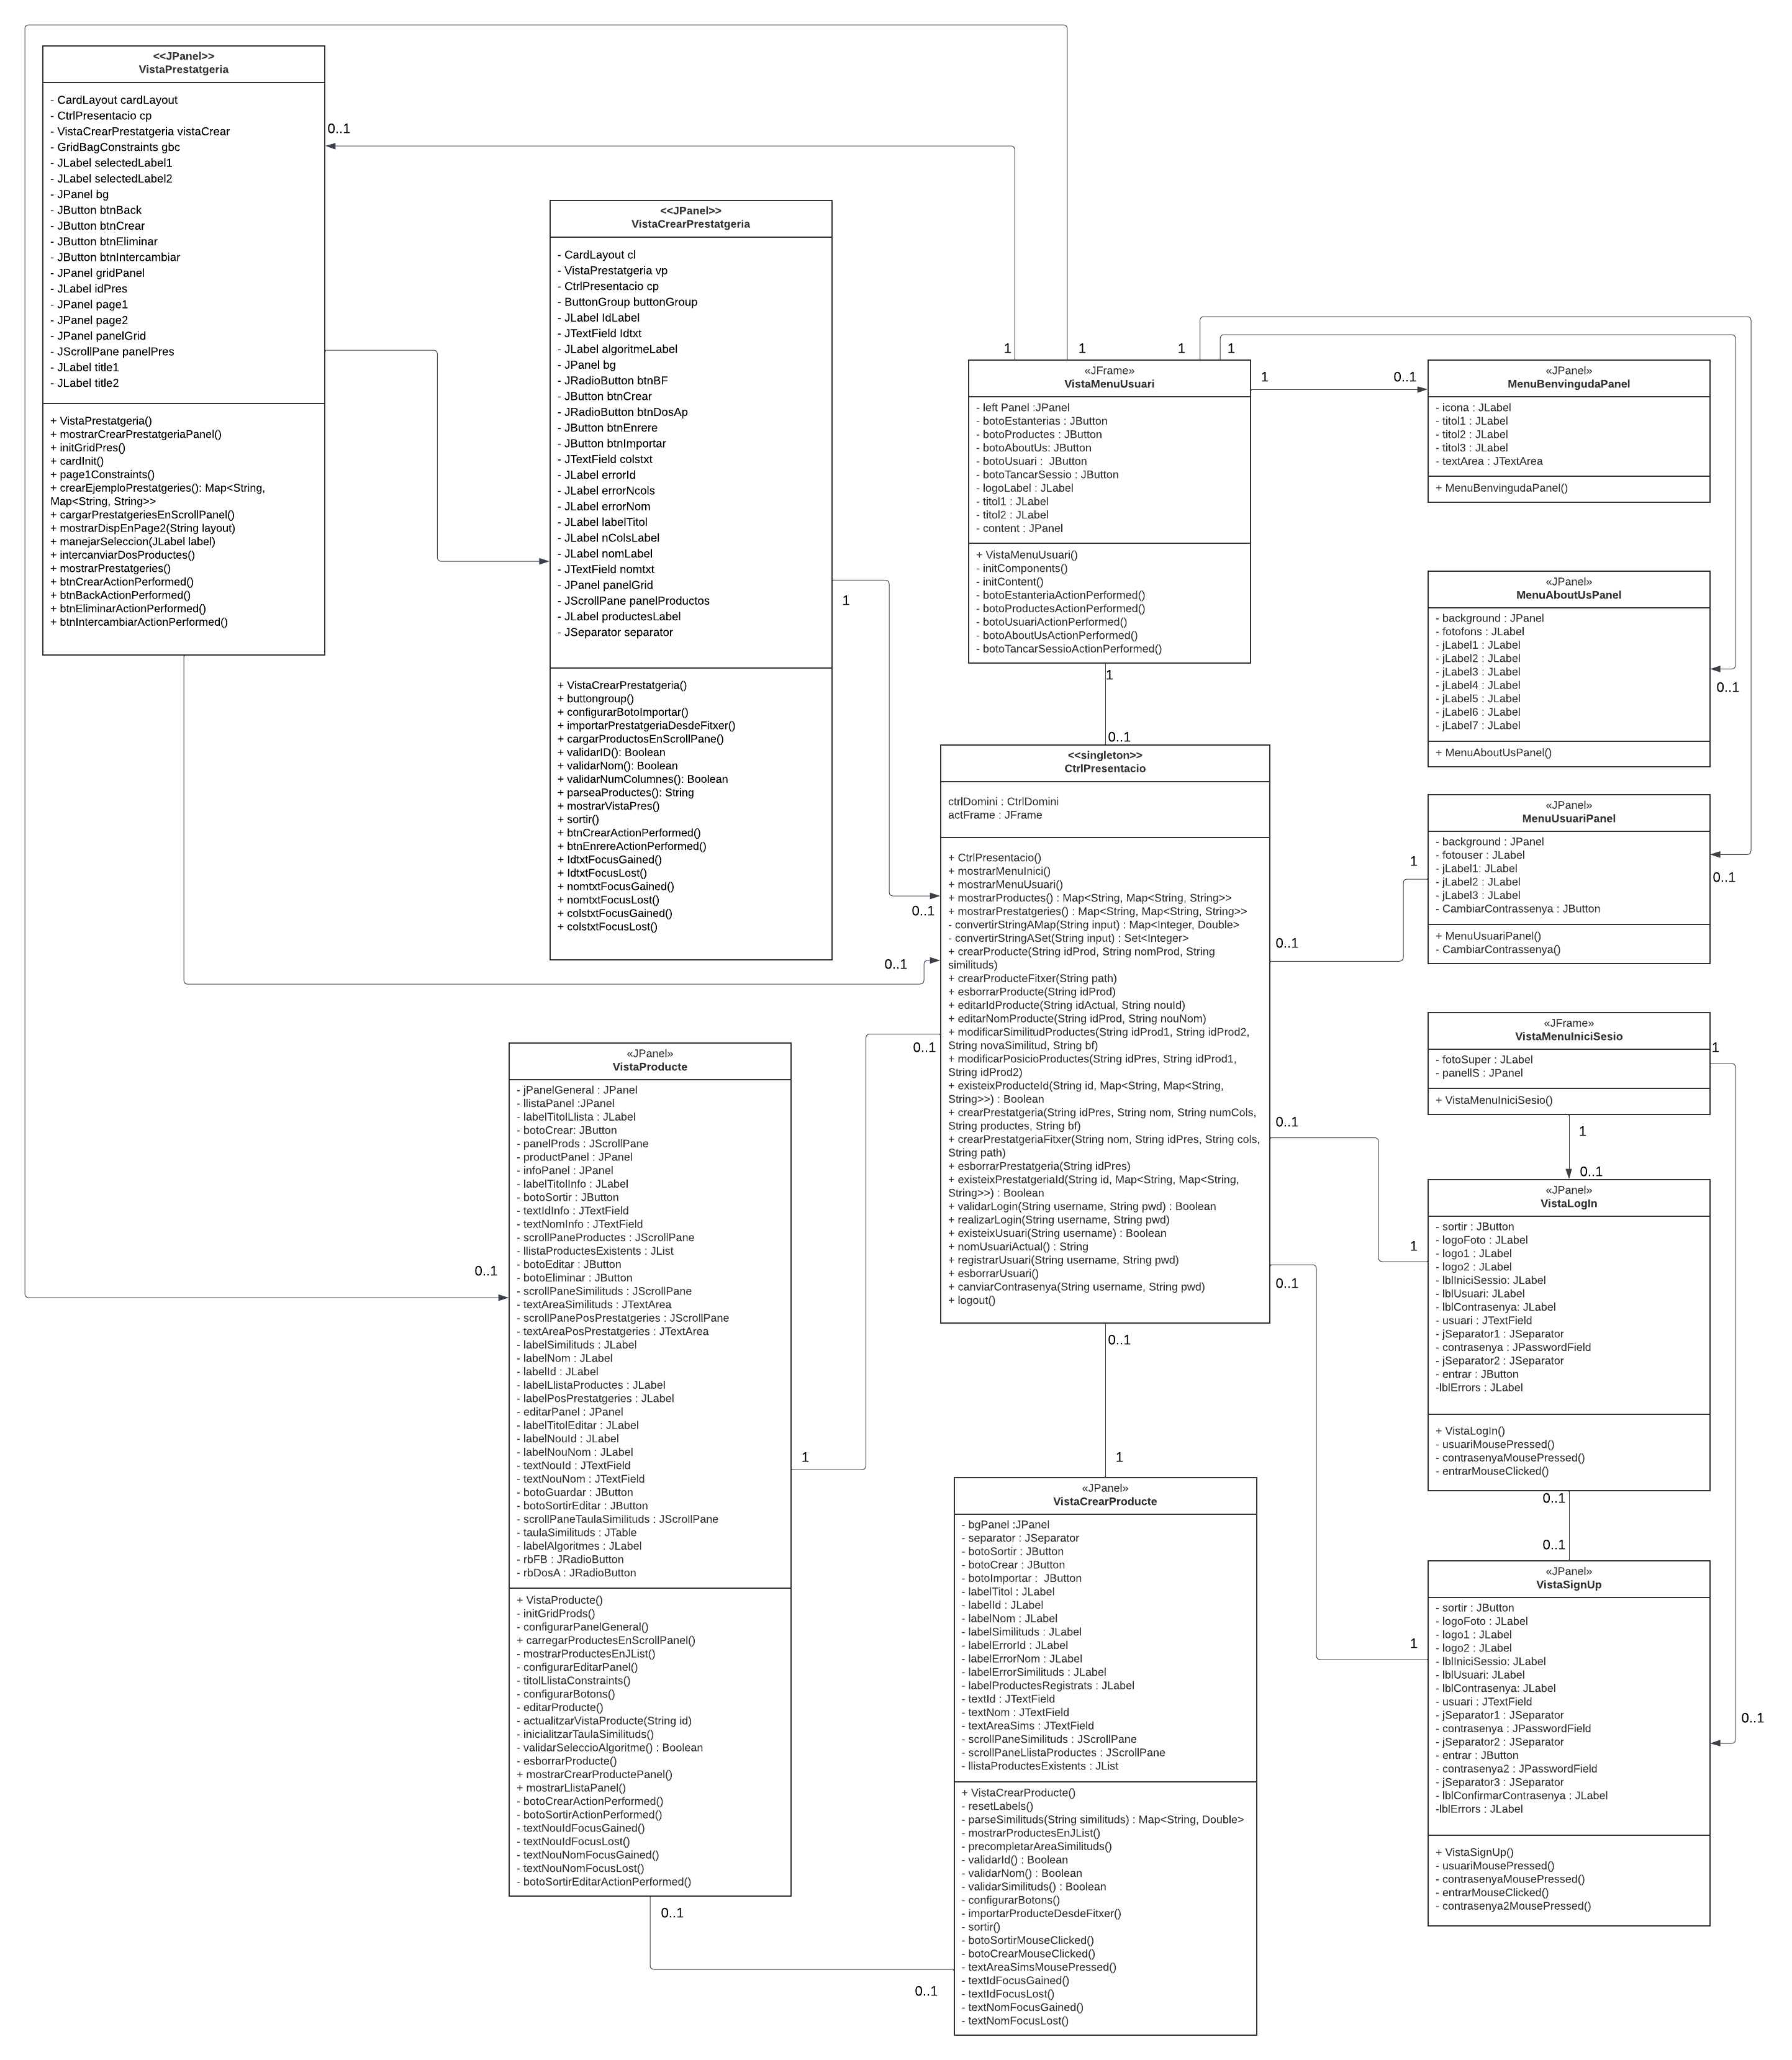 <<JPanel>>
VistaPrestatgeria
- CardLayout cardLayout
- CtrlPresentacio cp
- VistaCrearPrestatgeria vistaCrear
- GridBagConstraints gbc
- JLabel selectedLabel1
- JLabel selectedLabel2
- JPanel bg
- JButton btnBack
- JButton btnCrear
- JButton btnEliminar
- JButton btnIntercambiar
- JPanel gridPanel
- JLabel idPres
- JPanel page1
- JPanel page2
- JPanel panelGrid
- JScrollPane panelPres
- JLabel title1
- JLabel title2
+ VistaPrestatgeria()
+ mostrarCrearPrestatgeriaPanel()
+ initGridPres()
+ cardInit()
+ page1Constraints()
+ crearEjemploPrestatgeries(): Map<String,
Map<String, String>>
+ cargarPrestatgeriesEnScrollPanel()
+ mostrarDispEnPage2(String layout)
+ manejarSeleccion(JLabel label)
+ intercanviarDosProductes()
+ mostrarPrestatgeries()
+ btnCrearActionPerformed()
+ btnBackActionPerformed()
+ btnEliminarActionPerformed()
+ btnIntercambiarActionPerformed()
0..1
<<JPanel>>
VistaCrearPrestatgeria
- CardLayout cl
- VistaPrestatgeria vp
- CtrlPresentacio cp
- ButtonGroup buttonGroup
- JLabel IdLabel
- JTextField Idtxt
- JLabel algoritmeLabel
- JPanel bg
- JRadioButton btnBF
- JButton btnCrear
- JRadioButton btnDosAp
- JButton btnEnrere
- JButton btnImportar
- JTextField colstxt
- JLabel errorId
- JLabel errorNcols
- JLabel errorNom
- JLabel labelTitol
- JLabel nColsLabel
- JLabel nomLabel
- JTextField nomtxt
- JPanel panelGrid
- JScrollPane panelProductos
- JLabel productesLabel
- JSeparator separator
+ VistaCrearPrestatgeria()
+ buttongroup()
+ configurarBotoImportar()
+ importarPrestatgeriaDesdeFitxer()
+ cargarProductosEnScrollPane()
+ validarID(): Boolean
+ validarNom(): Boolean
+ validarNumColumnes(): Boolean
+ parseaProductes(): String
+ mostrarVistaPres()
+ sortir()
+ btnCrearActionPerformed()
+ btnEnrereActionPerformed()
+ IdtxtFocusGained()
+ IdtxtFocusLost()
+ nomtxtFocusGained()
+ nomtxtFocusLost()
+ colstxtFocusGained()
+ colstxtFocusLost()
1
0..1
0..1
1
1
1
1
«JFrame»
VistaMenuUsuari
- left Panel :JPanel
- botoEstanterias : JButton
- botoProductes : JButton
- botoAboutUs: JButton
- botoUsuari :  JButton
- botoTancarSessio : JButton
- logoLabel : JLabel
- titol1 : JLabel
- titol2 : JLabel
- content : JPanel
+ VistaMenuUsuari()
- initComponents()
- initContent()
- botoEstanteriaActionPerformed()
- botoProductesActionPerformed()
- botoUsuariActionPerformed()
- botoAboutUsActionPerformed()
- botoTancarSessioActionPerformed()
1
0..1
1
0..1
«JPanel»
MenuBenvingudaPanel
- icona : JLabel
- titol1 : JLabel
- titol2 : JLabel
- titol3 : JLabel
- textArea : JTextArea
+ MenuBenvingudaPanel()
«JPanel»
MenuAboutUsPanel
- background : JPanel
- fotofons : JLabel
- jLabel1 : JLabel
- jLabel2 : JLabel
- jLabel3 : JLabel
- jLabel4 : JLabel
- jLabel5 : JLabel
- jLabel6 : JLabel
- jLabel7 : JLabel
+ MenuAboutUsPanel()
0..1
«JPanel»
MenuUsuariPanel
- background : JPanel
- fotouser : JLabel
- jLabel1: JLabel
- jLabel2 : JLabel
- jLabel3 : JLabel
- CambiarContrassenya : JButton
+ MenuUsuariPanel()
- CambiarContrassenya()
0..1
1
0..1
<<singleton>>
CtrlPresentacio
ctrlDomini : CtrlDomini
actFrame : JFrame
+ CtrlPresentacio()
+ mostrarMenuInici()
+ mostrarMenuUsuari()
+ mostrarProductes() : Map<String, Map<String, String>>
+ mostrarPrestatgeries() : Map<String, Map<String, String>>
- convertirStringAMap(String input) : Map<Integer, Double>
- convertirStringASet(String input) : Set<Integer>
+ crearProducte(String idProd, String nomProd, String
similituds)
+ crearProducteFitxer(String path)
+ esborrarProducte(String idProd)
+ editarIdProducte(String idActual, String nouId)
+ editarNomProducte(String idProd, String nouNom)
+ modificarSimilitudProductes(String idProd1, String idProd2,
String novaSimilitud, String bf)
+ modificarPosicioProductes(String idPres, String idProd1,
String idProd2)
+ existeixProducteId(String id, Map<String, Map<String,
String>>) : Boolean
+ crearPrestatgeria(String idPres, String nom, String numCols,
String productes, String bf)
+ crearPrestatgeriaFitxer(String nom, String idPres, String cols,
String path)
+ esborrarPrestatgeria(String idPres)
+ existeixPrestatgeriaId(String id, Map<String, Map<String,
String>>) : Boolean
+ validarLogin(String username, String pwd) : Boolean
+ realizarLogin(String username, String pwd)
+ existeixUsuari(String username) : Boolean
+ nomUsuariActual() : String
+ registrarUsuari(String username, String pwd)
+ esborrarUsuari()
+ canviarContrasenya(String username, String pwd)
+ logout()
0..1
0..1
0..1
0..1
1
«JFrame»
VistaMenuIniciSesio
- fotoSuper : JLabel
- panelIS : JPanel
+ VistaMenuIniciSesio()
1
1
0..1
«JPanel»
VistaLogIn
- sortir : JButton
- logoFoto : JLabel
- logo1 : JLabel
- logo2 : JLabel
- lblIniciSessio: JLabel
- lblUsuari: JLabel
- lblContrasenya: JLabel
- usuari : JTextField
- jSeparator1 : JSeparator
- contrasenya : JPasswordField
- jSeparator2 : JSeparator
- entrar : JButton
-lblErrors : JLabel
+ VistaLogIn()
- usuariMousePressed()
- contrasenyaMousePressed()
- entrarMouseClicked()
1
0..1
0..1
«JPanel»
VistaSignUp
- sortir : JButton
- logoFoto : JLabel
- logo1 : JLabel
- logo2 : JLabel
- lblIniciSessio: JLabel
- lblUsuari: JLabel
- lblContrasenya: JLabel
- usuari : JTextField
- jSeparator1 : JSeparator
- contrasenya : JPasswordField
- jSeparator2 : JSeparator
- entrar : JButton
- contrasenya2 : JPasswordField
- jSeparator3 : JSeparator
- lblConfirmarContrasenya : JLabel
-lblErrors : JLabel
+ VistaSignUp()
- usuariMousePressed()
- contrasenyaMousePressed()
- entrarMouseClicked()
- contrasenya2MousePressed()
1
0..1
«JPanel»
VistaProducte
- jPanelGeneral : JPanel
- llistaPanel :JPanel
- labelTitolLlista : JLabel
- botoCrear: JButton
- panelProds : JScrollPane
- productPanel : JPanel
- infoPanel : JPanel
- labelTitolInfo : JLabel
- botoSortir : JButton
- textIdInfo : JTextField
- textNomInfo : JTextField
- scrollPaneProductes : JScrollPane
- llistaProductesExistents : JList
- botoEditar : JButton
- botoEliminar : JButton
- scrollPaneSimilituds : JScrollPane
- textAreaSimilituds : JTextArea
- scrollPanePosPrestatgeries : JScrollPane
- textAreaPosPrestatgeries : JTextArea
- labelSimilituds : JLabel
- labelNom : JLabel
- labelId : JLabel
- labelLlistaProductes : JLabel
- labelPosPrestatgeries : JLabel
- editarPanel : JPanel
- labelTitolEditar : JLabel
- labelNouId : JLabel
- labelNouNom : JLabel
- textNouId : JTextField
- textNouNom : JTextField
- botoGuardar : JButton
- botoSortirEditar : JButton
- scrollPaneTaulaSimilituds : JScrollPane
- taulaSimilituds : JTable
- labelAlgoritmes : JLabel
- rbFB : JRadioButton
- rbDosA : JRadioButton
+ VistaProducte()
- initGridProds()
- configurarPanelGeneral()
+ carregarProductesEnScrollPanel()
- mostrarProductesEnJList()
- configurarEditarPanel()
- titolLlistaConstraints()
- configurarBotons()
- editarProducte()
- actualitzarVistaProducte(String id)
- inicialitzarTaulaSimilituds()
- validarSeleccioAlgoritme() : Boolean
- esborrarProducte()
+ mostrarCrearProductePanel()
+ mostrarLlistaPanel()
- botoCrearActionPerformed()
- botoSortirActionPerformed()
- textNouIdFocusGained()
- textNouIdFocusLost()
- textNouNomFocusGained()
- textNouNomFocusLost()
- botoSortirEditarActionPerformed()
0..1
1
0..1
0..1
1
«JPanel»
VistaCrearProducte
- bgPanel :JPanel
- separator : JSeparator
- botoSortir : JButton
- botoCrear : JButton
- botoImportar :  JButton
- labelTitol : JLabel
- labelId : JLabel
- labelNom : JLabel
- labelSimilituds : JLabel
- labelErrorId : JLabel
- labelErrorNom : JLabel
- labelErrorSimilituds : JLabel
- labelProductesRegistrats : JLabel
- textId : JTextField
- textNom : JTextField
- textAreaSims : JTextField
- scrollPaneSimilituds : JScrollPane
- scrollPaneLlistaProductes : JScrollPane
- llistaProductesExistents : JList
+ VistaCrearProducte()
- resetLabels()
- parseSimilituds(String similituds) : Map<String, Double>
- mostrarProductesEnJList()
- precompletarAreaSimilituds()
- validarId() : Boolean
- validarNom() : Boolean
- validarSimilituds() : Boolean
- configurarBotons()
- importarProducteDesdeFitxer()
- sortir()
- botoSortirMouseClicked()
- botoCrearMouseClicked()
- textAreaSimsMousePressed()
- textIdFocusGained()
- textIdFocusLost()
- textNomFocusGained()
- textNomFocusLost()
0..1